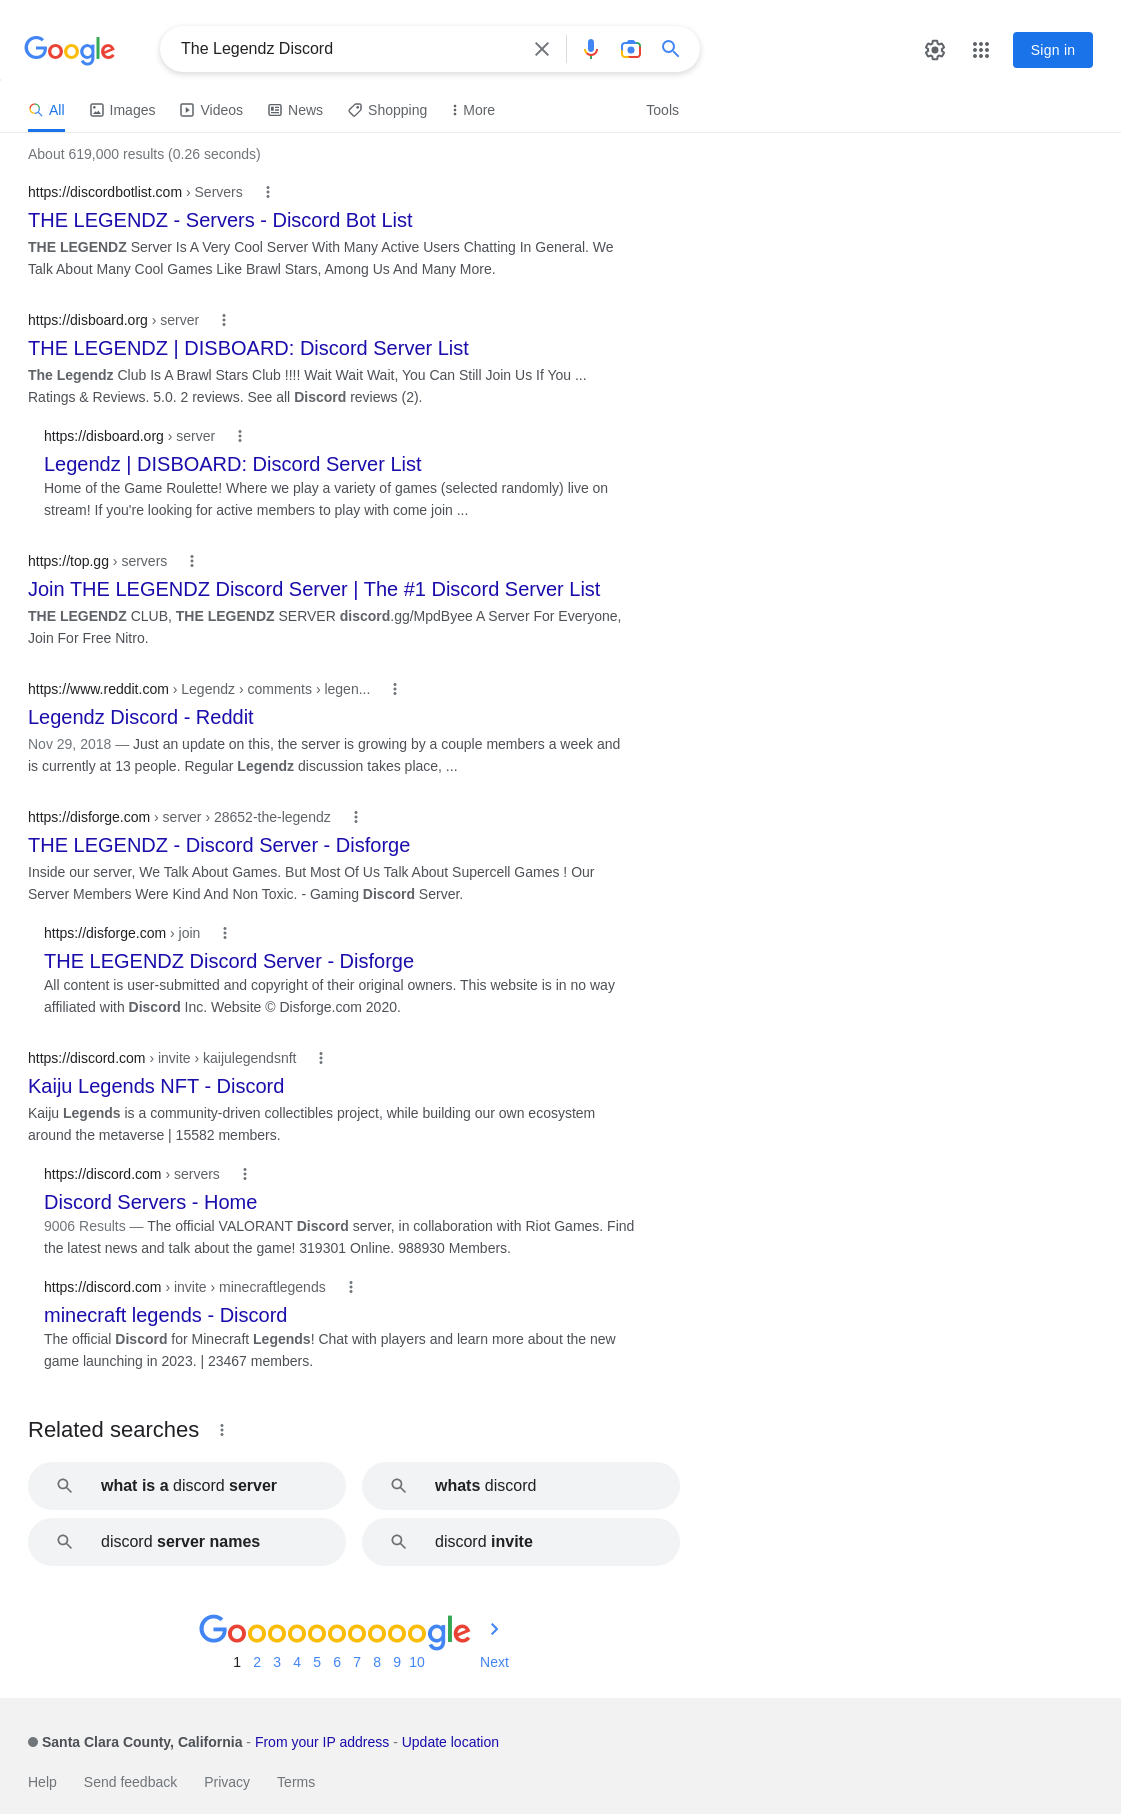 Google
The Legendz Discord
Sign in
All Images Videos News Shopping More Tools
About 619,000 results (0.26 seconds)
https://discordbotlist.com › Servers
THE LEGENDZ - Servers - Discord Bot List
THE LEGENDZ Server Is A Very Cool Server With Many Active Users Chatting In General. We
Talk About Many Cool Games Like Brawl Stars, Among Us And Many More.
https://disboard.org › server
THE LEGENDZ | DISBOARD: Discord Server List
The Legendz Club Is A Brawl Stars Club !!!! Wait Wait Wait, You Can Still Join Us If You ...
Ratings & Reviews. 5.0. 2 reviews. See all Discord reviews (2).
https://disboard.org › server
Legendz | DISBOARD: Discord Server List
Home of the Game Roulette! Where we play a variety of games (selected randomly) live on
stream! If you're looking for active members to play with come join ...
https://top.gg › servers
Join THE LEGENDZ Discord Server | The #1 Discord Server List
THE LEGENDZ CLUB, THE LEGENDZ SERVER discord.gg/MpdByee A Server For Everyone,
Join For Free Nitro.
https://www.reddit.com › Legendz › comments › legen...
Legendz Discord - Reddit
Nov 29, 2018 — Just an update on this, the server is growing by a couple members a week and
is currently at 13 people. Regular Legendz discussion takes place, ...
https://disforge.com › server › 28652-the-legendz
THE LEGENDZ - Discord Server - Disforge
Inside our server, We Talk About Games. But Most Of Us Talk About Supercell Games ! Our
Server Members Were Kind And Non Toxic. - Gaming Discord Server.
https://disforge.com › join
THE LEGENDZ Discord Server - Disforge
All content is user-submitted and copyright of their original owners. This website is in no way
affiliated with Discord Inc. Website © Disforge.com 2020.
https://discord.com › invite › kaijulegendsnft
Kaiju Legends NFT - Discord
Kaiju Legends is a community-driven collectibles project, while building our own ecosystem
around the metaverse | 15582 members.
https://discord.com › servers
Discord Servers - Home
9006 Results — The official VALORANT Discord server, in collaboration with Riot Games. Find
the latest news and talk about the game! 319301 Online. 988930 Members.
https://discord.com › invite › minecraftlegends
minecraft legends - Discord
The official Discord for Minecraft Legends! Chat with players and learn more about the new
game launching in 2023. | 23467 members.
Related searches
what is a discord server
whats discord
discord server names
discord invite
Goooooooooogle
1 2 3 4 5 6 7 8 9 10 Next
Santa Clara County, California - From your IP address - Update location
Help Send feedback Privacy Terms